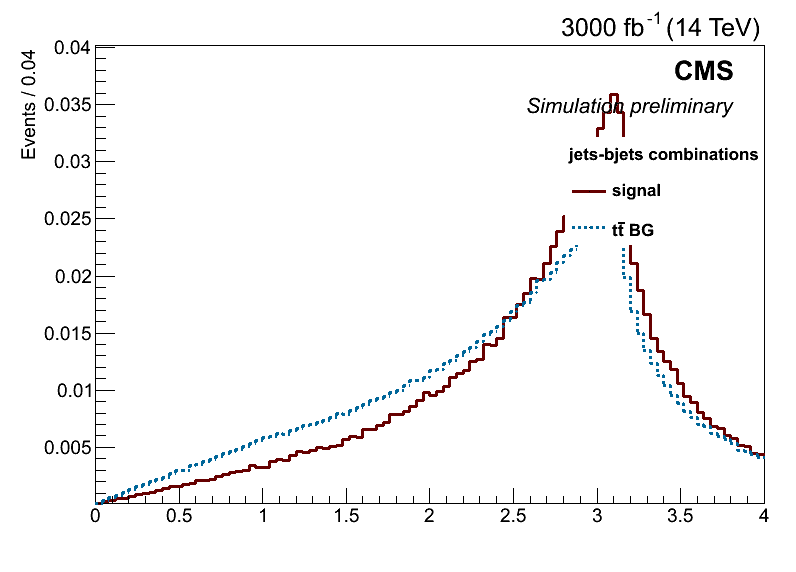 3000 fb-1 (14 TeV)
CMS
Simulation preliminary
jets-bjets combinations
signal
tt̅ BG
Events / 0.04
0.04
0.035
0.03
0.025
0.02
0.015
0.01
0.005
0 0.5 1 1.5 2 2.5 3 3.5 4